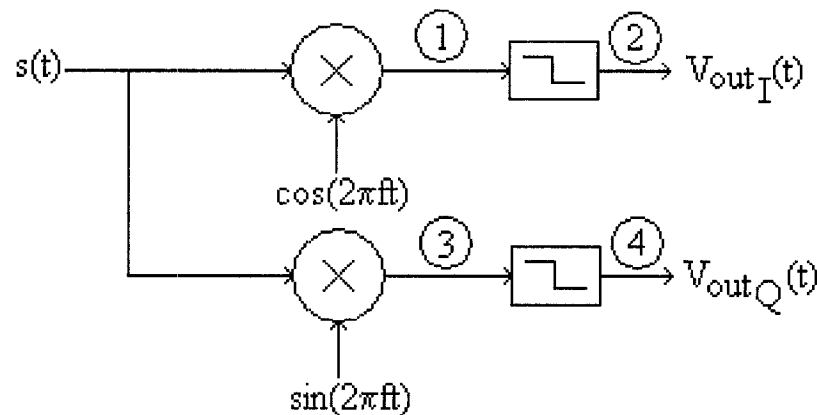 s(t)
1
2
V_out_I(t)
cos(2πft)
3
4
V_out_Q(t)
sin(2πft)